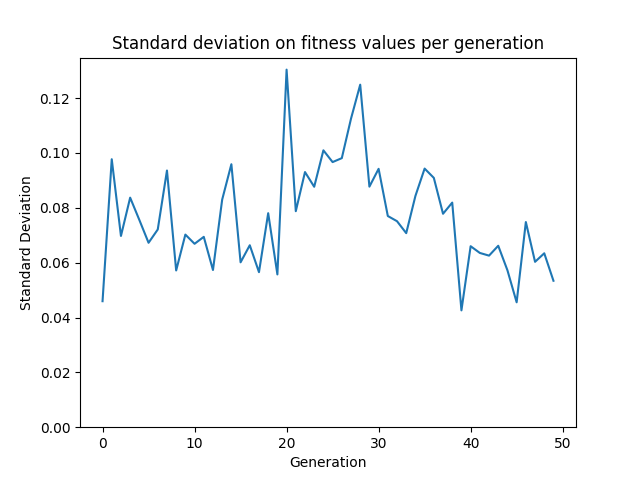 Standard deviation on fitness values per generation
Standard Deviation
0.12
0.10
0.08
0.06
0.04
0.02
0.00
0 10 20 30 40 50
Generation